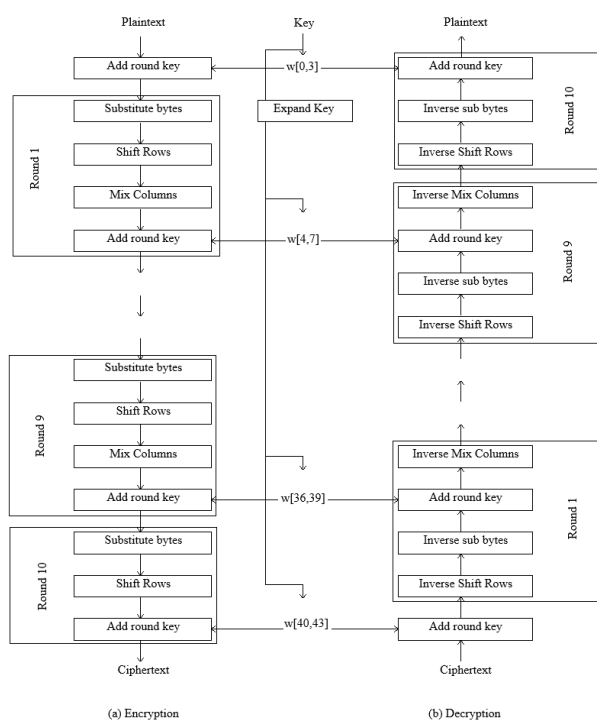 Plaintext
Key
Plaintext
Add round key
w[0,3]
Add round key
Round 1
Substitute bytes
Expand Key
Inverse sub bytes
Round 10
Shift Rows
Inverse Shift Rows
Mix Columns
Inverse Mix Columns
Add round key
w[4,7]
Add round key
Round 9
Inverse sub bytes
Inverse Shift Rows
Substitute bytes
Round 9
Shift Rows
Mix Columns
Inverse Mix Columns
Add round key
w[36,39]
Add round key
Round 1
Substitute bytes
Inverse sub bytes
Round 10
Shift Rows
Inverse Shift Rows
Add round key
w[40,43]
Add round key
Ciphertext
Ciphertext
(a) Encryption
(b) Decryption